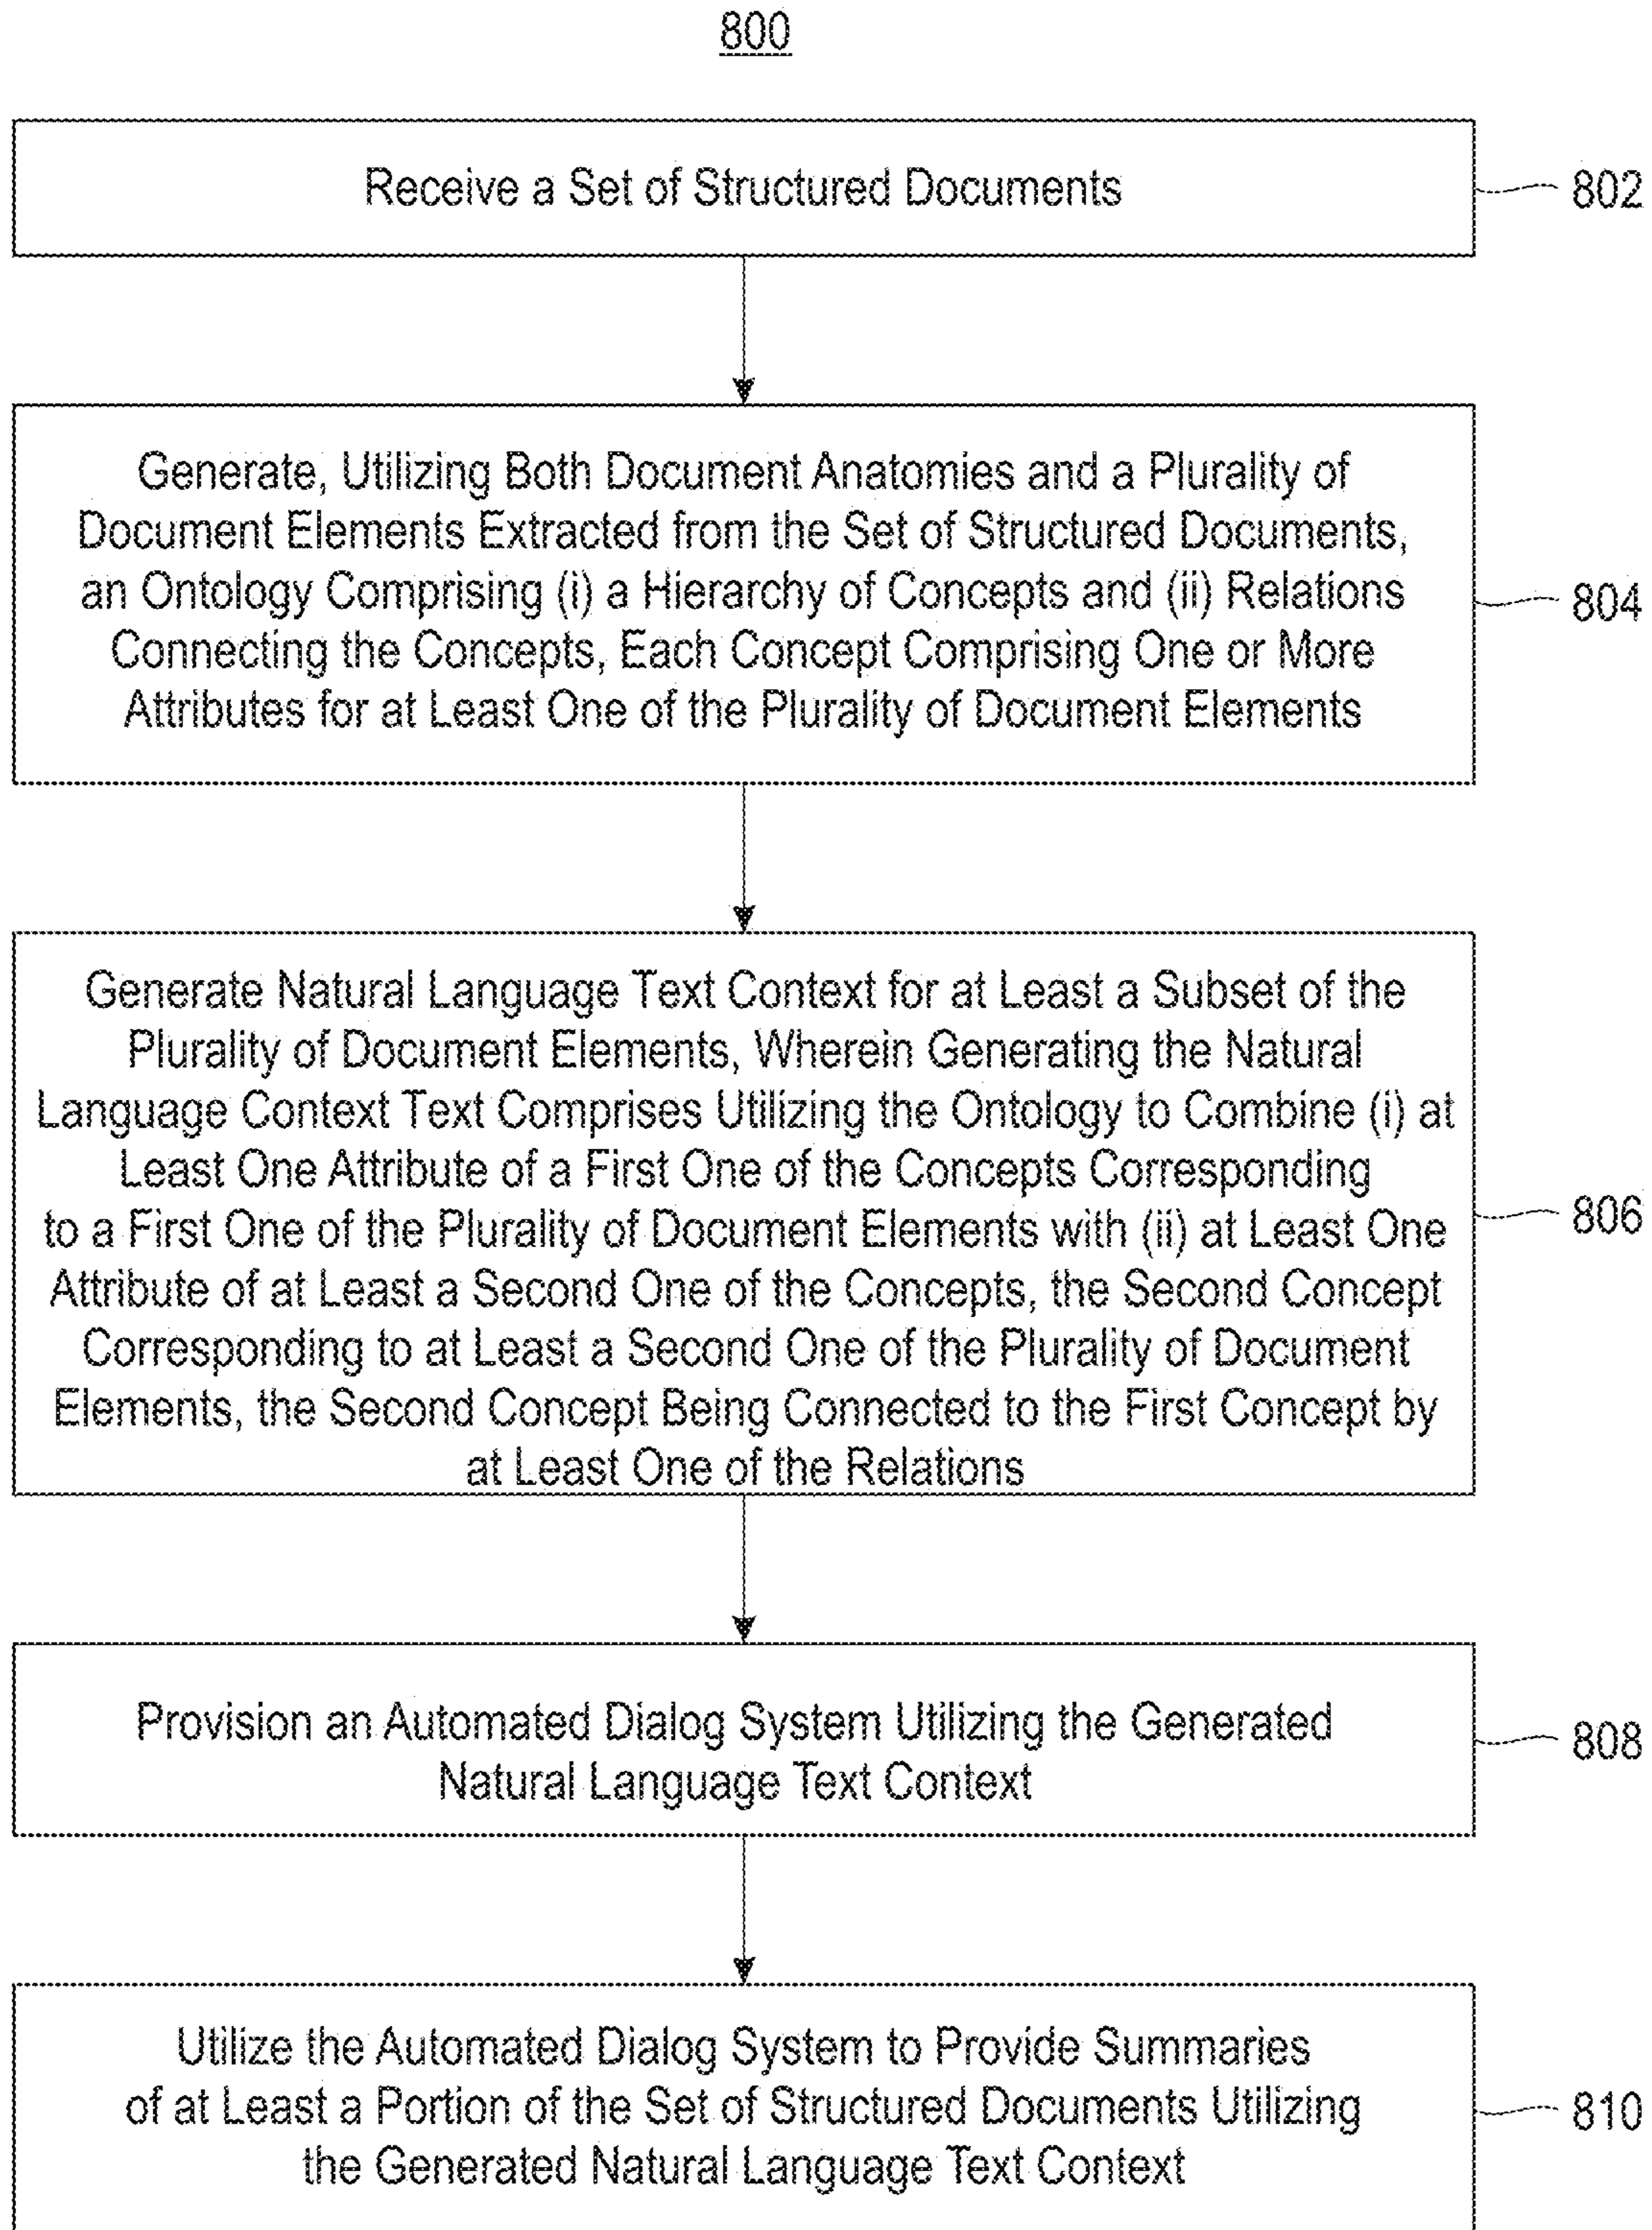 800
Receive a Set of Structured Documents
802
Generate, Utilizing Both Document Anatomies and a Plurality of
Document Elements Extracted from the Set of Structured Documents,
an Ontology Comprising (i) a Hierarchy of Concepts and (ii) Relations
Connecting the Concepts, Each Concept Comprising One or More
Attributes for at Least One of the Plurality of Document Elements
804
Generate Natural Language Text Context for at Least a Subset of the
Plurality of Document Elements, Wherein Generating the Natural
Language Context Text Comprises Utilizing the Ontology to Combine (i) at
Least One Attribute of a First One of the Concepts Corresponding
to a First One of the Plurality of Document Elements with (ii) at Least One
Attribute of at Least a Second One of the Concepts, the Second Concept
Corresponding to at Least a Second One of the Plurality of Document
Elements, the Second Concept Being Connected to the First Concept by
at Least One of the Relations
806
Provision an Automated Dialog System Utilizing the Generated
Natural Language Text Context
808
Utilize the Automated Dialog System to Provide Summaries
of at Least a Portion of the Set of Structured Documents Utilizing
the Generated Natural Language Text Context
810